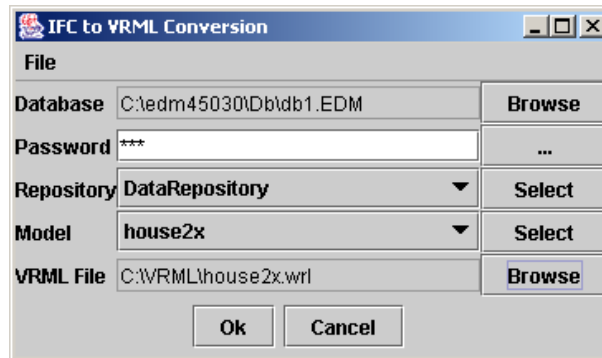 IFC to VRML Conversion
File
Database C:\edm45030\Db\db1.EDM Browse
Password *** ...
Repository DataRepository Select
Model house2x Select
VRML File C:\VRML\house2x.wrl Browse
Ok Cancel